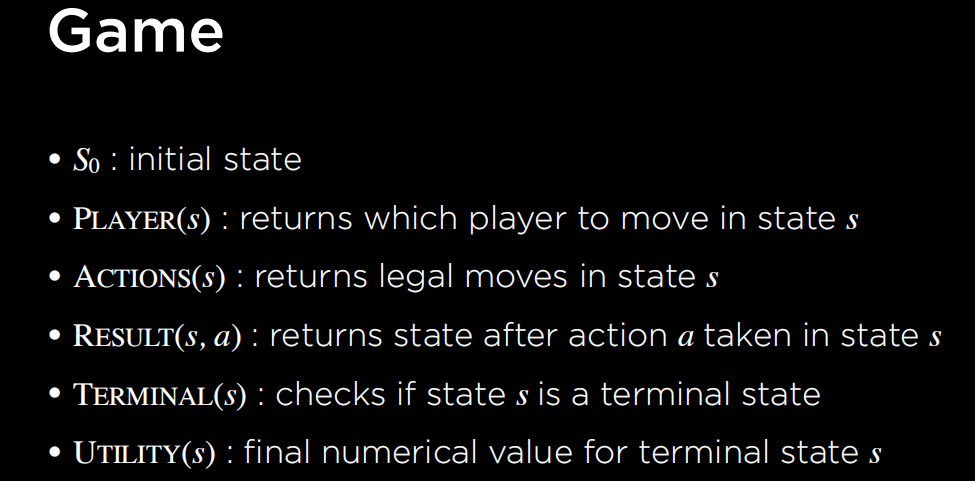 Game
• S₀ : initial state
• PLAYER(s) : returns which player to move in state s
• ACTIONS(s) : returns legal moves in state s
• RESULT(s, a) : returns state after action a taken in state s
• TERMINAL(s) : checks if state s is a terminal state
• UTILITY(s) : final numerical value for terminal state s